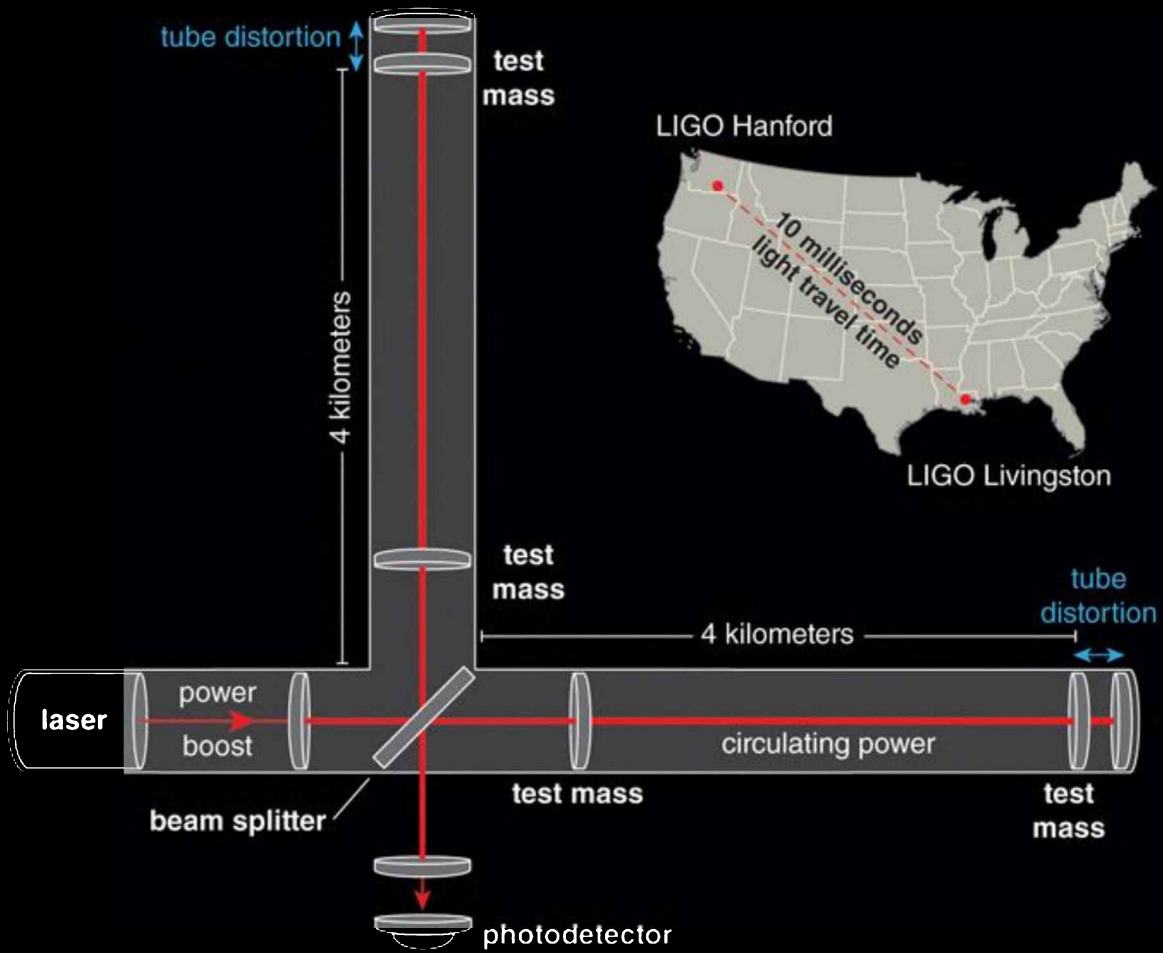 tube distortion
test
mass
LIGO Hanford
10 milliseconds
light travel time
4 kilometers
LIGO Livingston
test
mass
tube
distortion
4 kilometers
laser
power
boost
circulating power
test mass
test
mass
beam splitter
photodetector